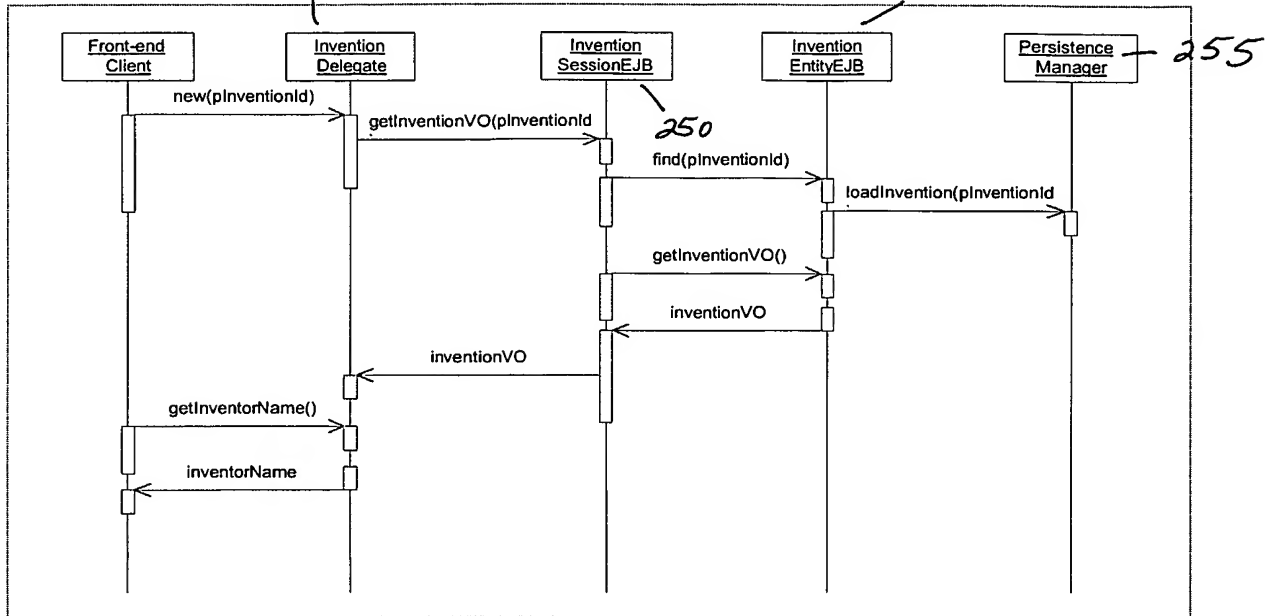 Front-end
Client
Invention
Delegate
Invention
SessionEJB
Invention
EntityEJB
Persistence
Manager
255
new(pInventionId)
getInventionVO(pInventionId
250
find(pInventionId)
loadInvention(pInventionId
getInventionVO()
inventionVO
inventionVO
getInventorName()
inventorName